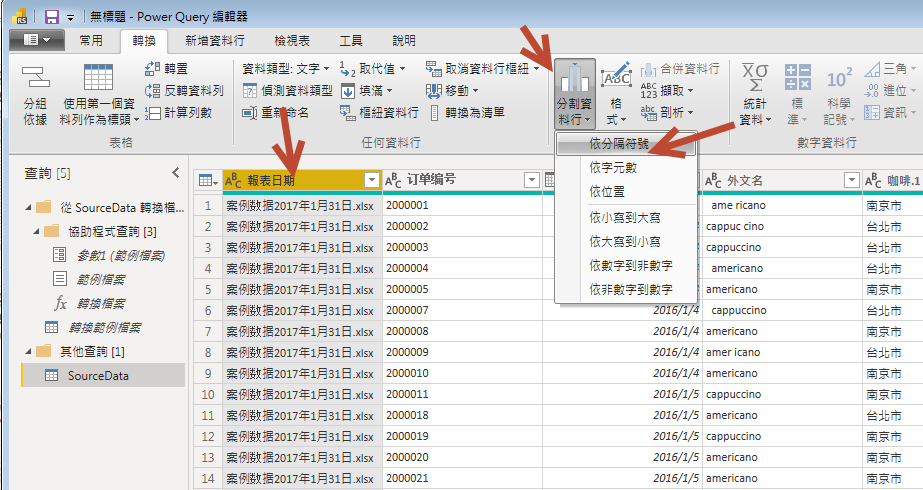 無標題 - Power Query 編輯器
常用 轉換 新增資料行 檢視表 工具 說明
分組依據
使用第一個資料列作為標頭
轉置
反轉資料列
計算列數
表格
資料類型: 文字
偵測資料類型
重新命名
取代值
填滿
樞紐資料行
取消資料行樞紐
移動
轉換為清單
任何資料行
分割資料行
格式
合併資料行
ABC 123 擷取
ABC 剖析
統計資料
標準
10² 科學記號
三角
進位
資訊
數字資料行
依分隔符號
依字元數
依位置
依小寫到大寫
依大寫到小寫
依數字到非數字
依非數字到數字
查詢 [5]
從 SourceData 轉換檔...
協助程式查詢 [3]
參數1 (範例檔案)
範例檔案
fx 轉換檔案
轉換範例檔案
其他查詢 [1]
SourceData
ABC 報表日期 ABC 订单编号 ABC 外文名 ABC 咖啡.1
1 案例数据2017年1月31日.xlsx 2000001 ame ricano 南京市
2 案例数据2017年1月31日.xlsx 2000002 cappuc cino 台北市
3 案例数据2017年1月31日.xlsx 2000003 cappuccino 台北市
4 案例数据2017年1月31日.xlsx 2000004 americano 台北市
5 案例数据2017年1月31日.xlsx 2000005 americano 南京市
6 案例数据2017年1月31日.xlsx 2000007 2016/1/4 cappuccino 台北市
7 案例数据2017年1月31日.xlsx 2000008 2016/1/4 americano 南京市
8 案例数据2017年1月31日.xlsx 2000009 2016/1/4 amer icano 台北市
9 案例数据2017年1月31日.xlsx 2000010 2016/1/4 americano 南京市
10 案例数据2017年1月31日.xlsx 2000011 2016/1/5 cappuccino 南京市
11 案例数据2017年1月31日.xlsx 2000018 2016/1/5 americano 台北市
12 案例数据2017年1月31日.xlsx 2000019 2016/1/5 cappuccino 南京市
13 案例数据2017年1月31日.xlsx 2000020 2016/1/5 americano 南京市
14 案例数据2017年1月31日.xlsx 2000021 2016/1/5 americano 南京市